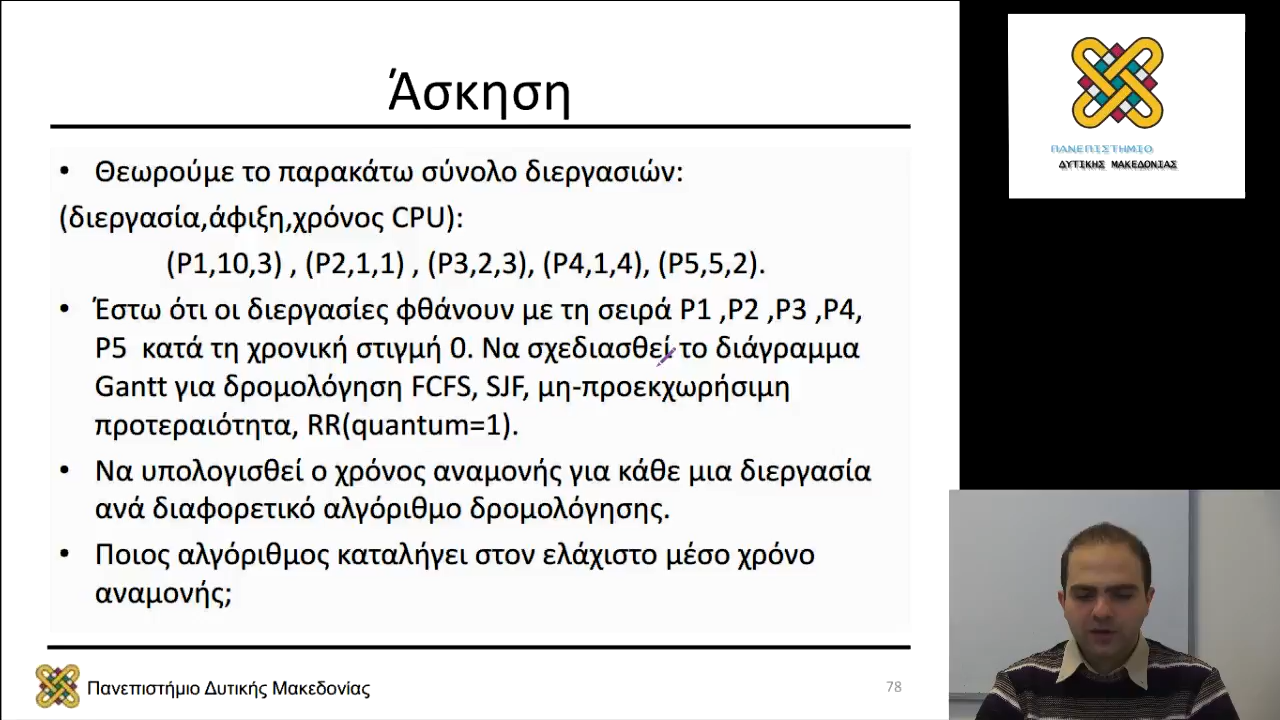 Άσκηση
• Θεωρούμε το παρακάτω σύνολο διεργασιών:
(διεργασία,άφιξη,χρόνος CPU):
(P1,10,3) , (P2,1,1) , (P3,2,3), (P4,1,4), (P5,5,2).
• Έστω ότι οι διεργασίες φθάνουν με τη σειρά P1 ,P2 ,P3 ,P4,
P5 κατά τη χρονική στιγμή 0. Να σχεδιασθεί το διάγραμμα
Gantt για δρομολόγηση FCFS, SJF, μη-προεκχωρήσιμη
προτεραιότητα, RR(quantum=1).
• Να υπολογισθεί ο χρόνος αναμονής για κάθε μια διεργασία
ανά διαφορετικό αλγόριθμο δρομολόγησης.
• Ποιος αλγόριθμος καταλήγει στον ελάχιστο μέσο χρόνο
αναμονής;
Πανεπιστήμιο Δυτικής Μακεδονίας
78
ΠΑΝΕΠΙΣΤΗΜΙΟ
ΔΥΤΙΚΗΣ ΜΑΚΕΔΟΝΙΑΣ